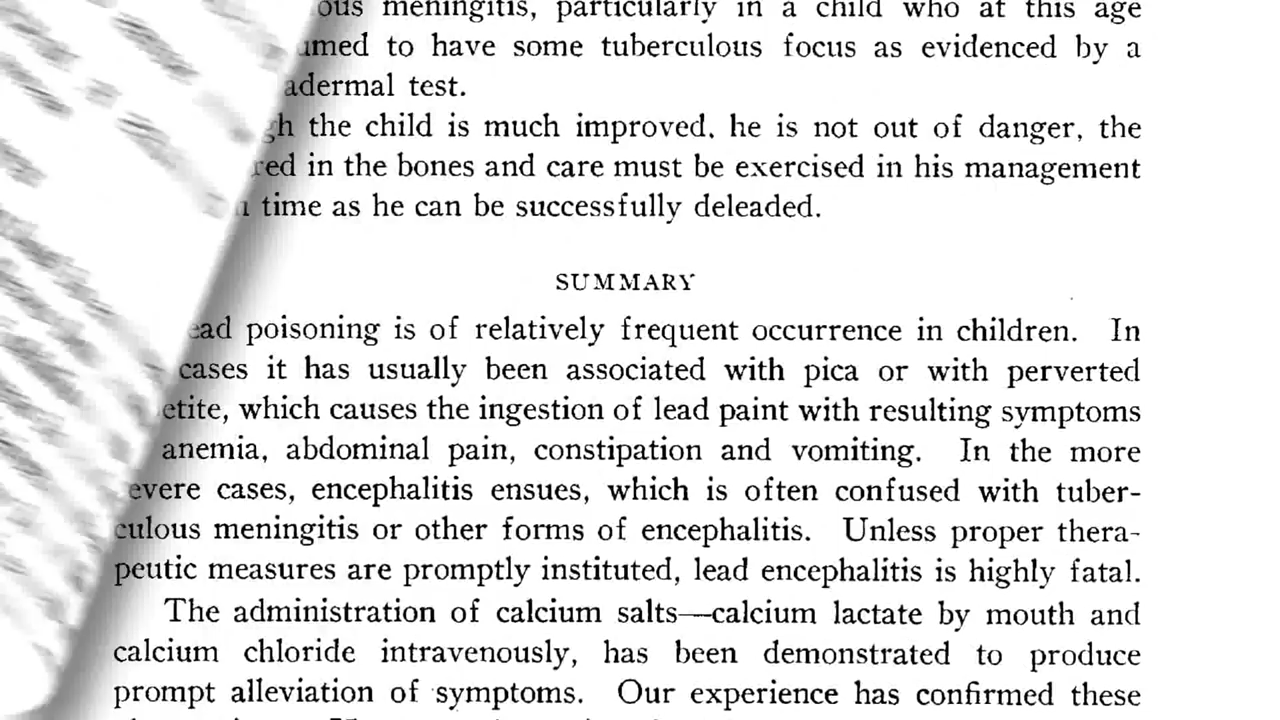 meningitis, particularly in a child who at this age
to have some tuberculous focus as evidenced by a
test.
the child is much improved, he is not out of danger, the
in the bones and care must be exercised in his management
time as he can be successfully deleaded.
SUMMARY
poisoning is of relatively frequent occurrence in children. In
cases it has usually been associated with pica or with perverted
which causes the ingestion of lead paint with resulting symptoms
anemia, abdominal pain, constipation and vomiting. In the more
evere cases, encephalitis ensues, which is often confused with tuber-
culous meningitis or other forms of encephalitis. Unless proper thera-
peutic measures are promptly instituted, lead encephalitis is highly fatal.
The administration of calcium salts—calcium lactate by mouth and
calcium chloride intravenously, has been demonstrated to produce
prompt alleviation of symptoms. Our experience has confirmed these